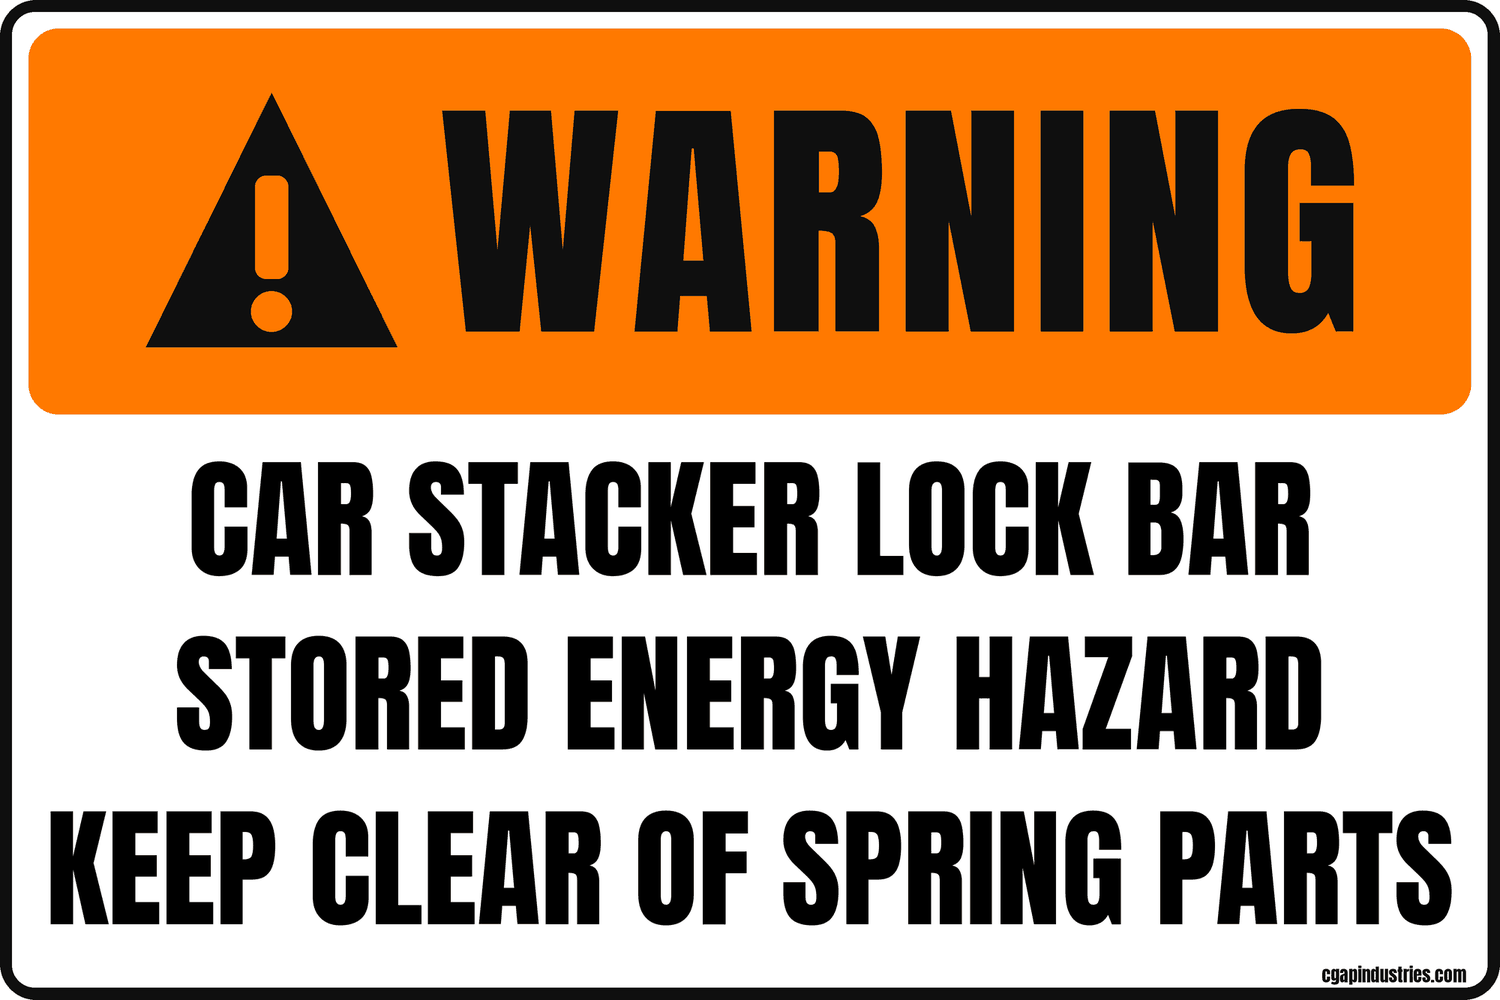 WARNING
CAR STACKER LOCK BAR
STORED ENERGY HAZARD
KEEP CLEAR OF SPRING PARTS
cgapindustries.com